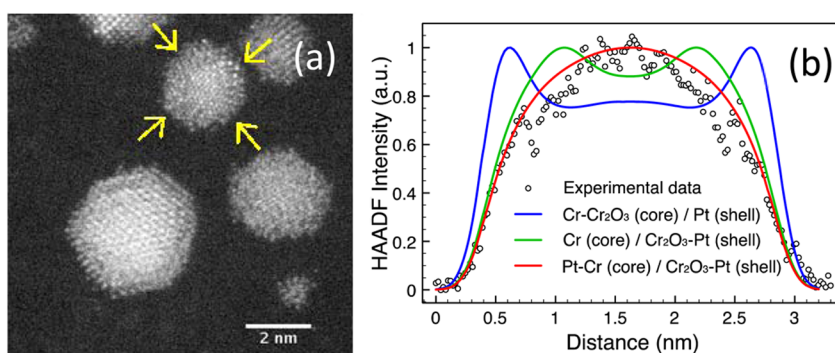 (a)
2 nm
(b)
HAADF Intensity (a.u.)
1
0.8
0.6
0.4
0.2
0
Experimental data
Cr-Cr₂O₃ (core) / Pt (shell)
Cr (core) / Cr₂O₃-Pt (shell)
Pt-Cr (core) / Cr₂O₃-Pt (shell)
0 0.5 1 1.5 2 2.5 3
Distance (nm)